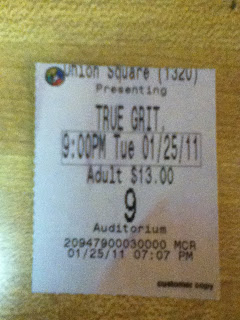 Union Square (1320)
Presenting
TRUE GRIT.
9:00PM Tue 01/25/11
Adult $13.00
9
Auditorium
20947900030000 MCR
01/25/11 07:07 PM
customer copy